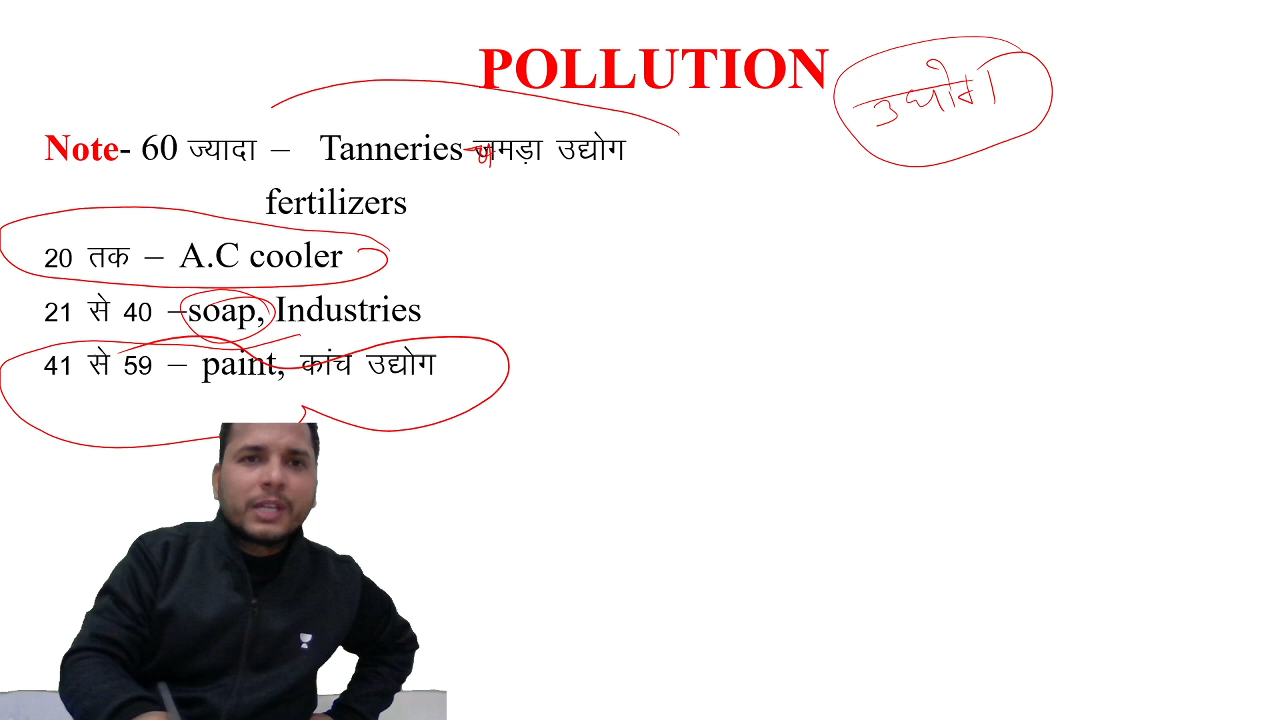 POLLUTION
उद्योग।
Note- 60 ज्यादा – Tanneries चमड़ा उद्योग
fertilizers
20 तक – A.C cooler
21 से 40 –soap, Industries
41 से 59 – paint, कांच उद्योग